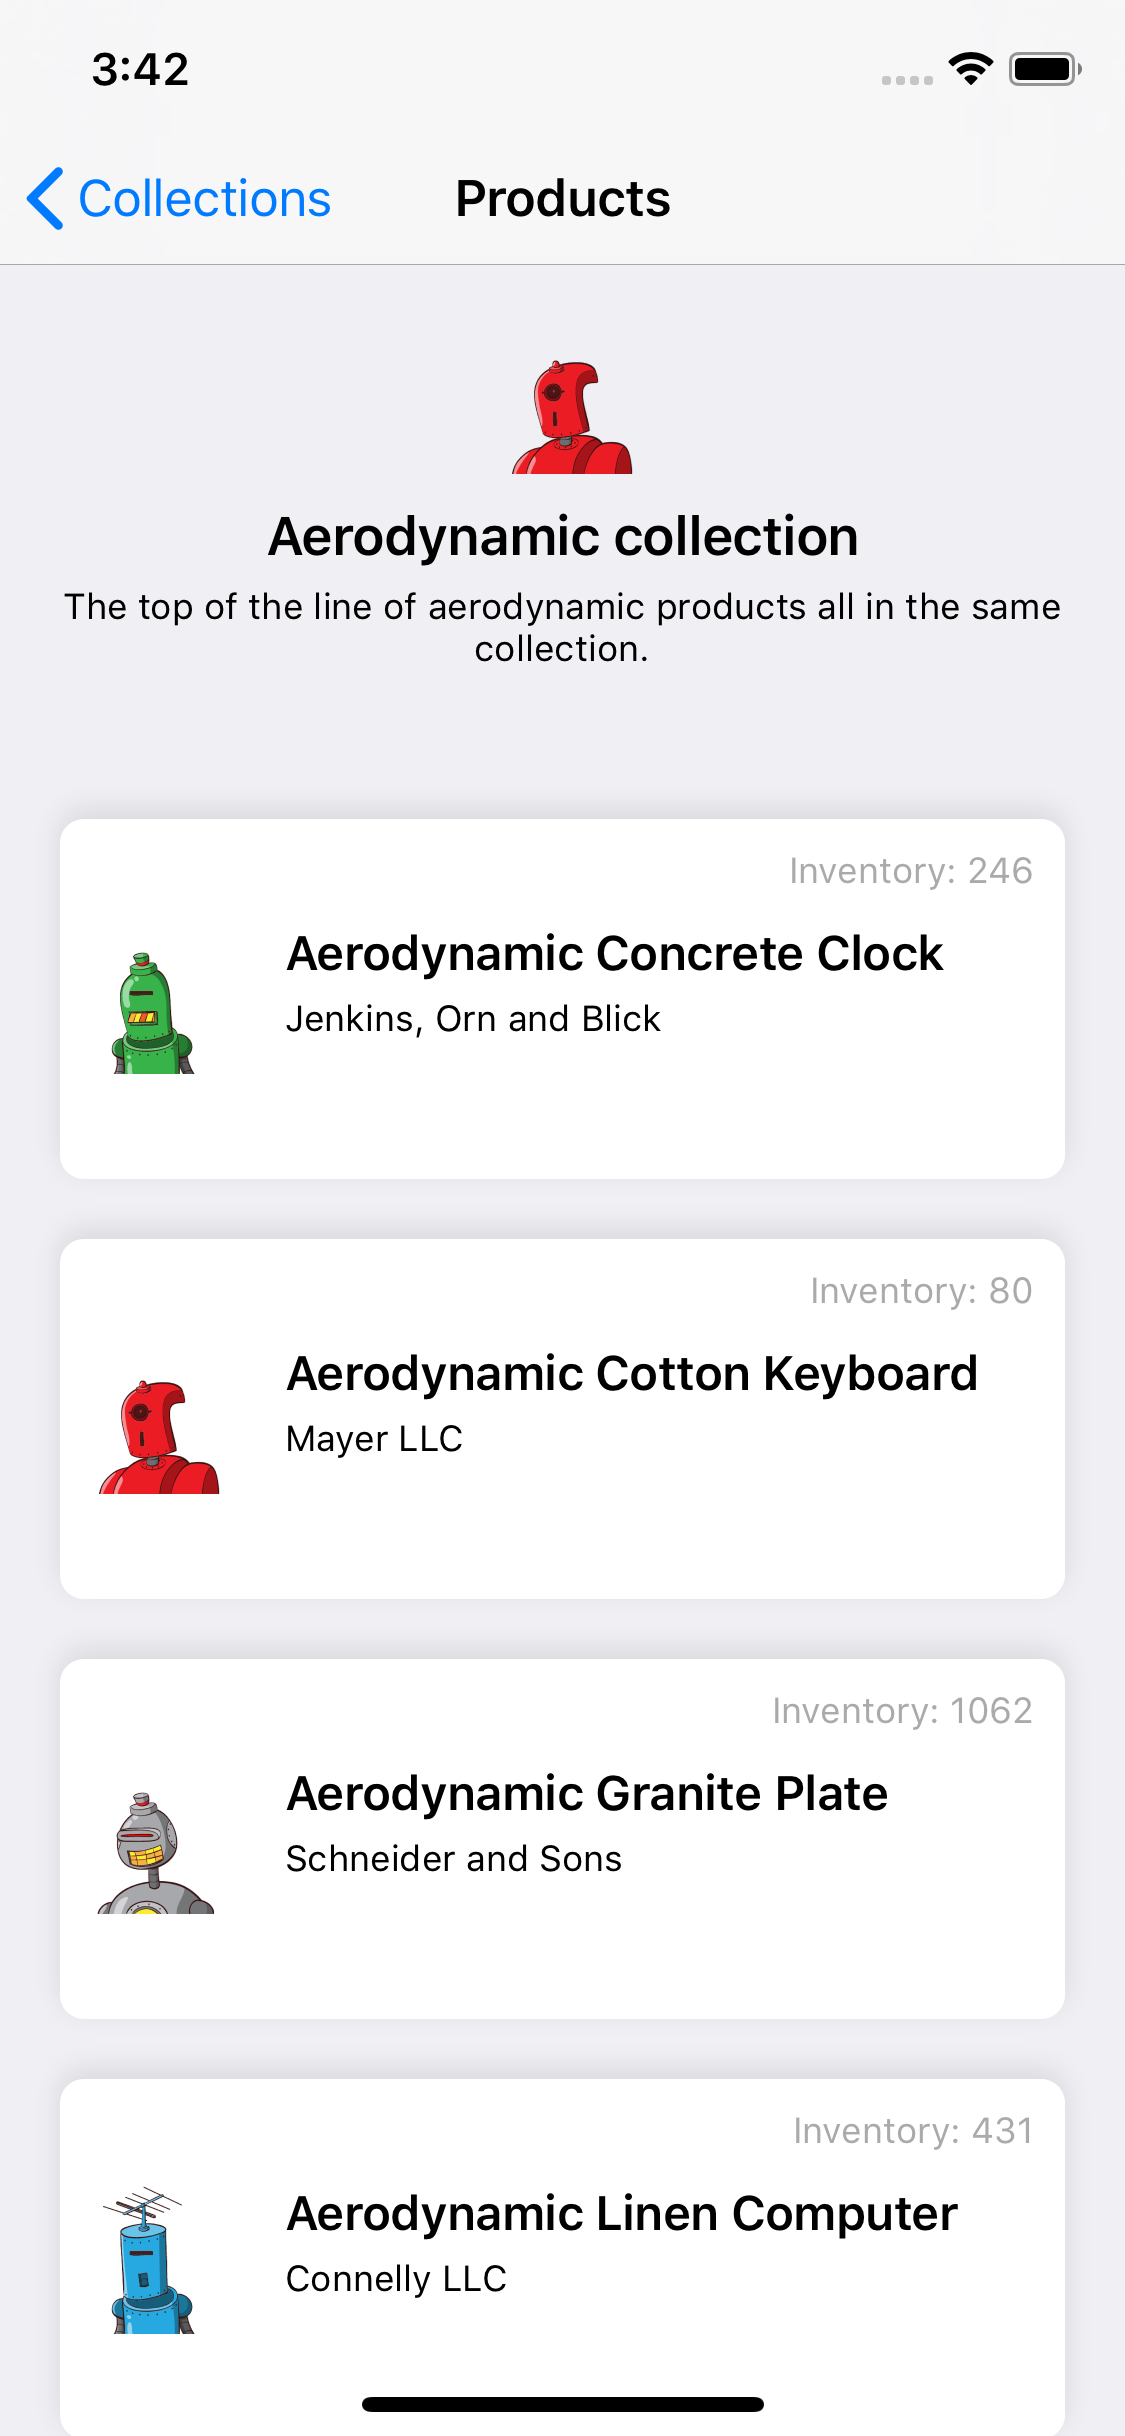 3:42
Collections
Products
Aerodynamic collection
The top of the line of aerodynamic products all in the same
collection.
Inventory: 246
Aerodynamic Concrete Clock
Jenkins, Orn and Blick
Inventory: 80
Aerodynamic Cotton Keyboard
Mayer LLC
Inventory: 1062
Aerodynamic Granite Plate
Schneider and Sons
Inventory: 431
Aerodynamic Linen Computer
Connelly LLC